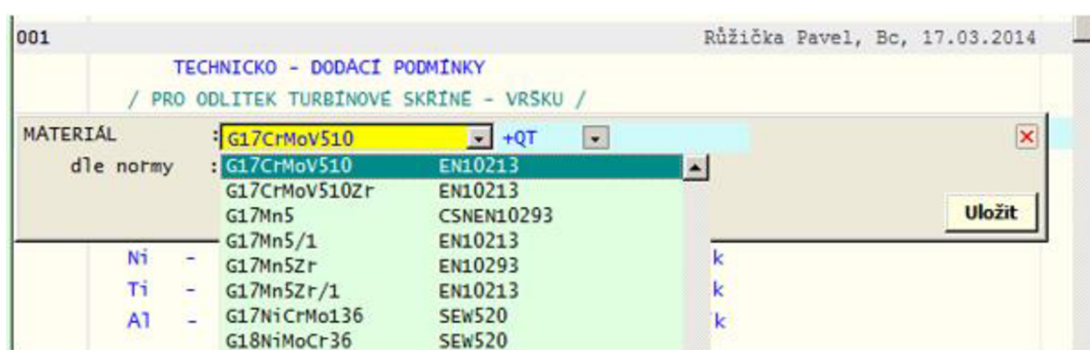 001 Růžička Pavel, Bc, 17.03.2014
TECHNICKO - DODACÍ PODMÍNKY
/ PRO ODLITEK TURBÍNOVÉ SKŘÍNĚ - VRŠKU /
MATERIÁL : G17CrMoV510 +QT
dle normy : G17CrMoV510 EN10213
G17CrMoV510Zr EN10213
G17Mn5 CSNEN10293
Uložit
G17Mn5/1 EN10213
Ni - G17Mn5Zr EN10293 k
Ti - G17Mn5Zr/1 EN10213 k
Al - G17NiCrMo136 SEW520 k
G18NiMoCr36 SEW520